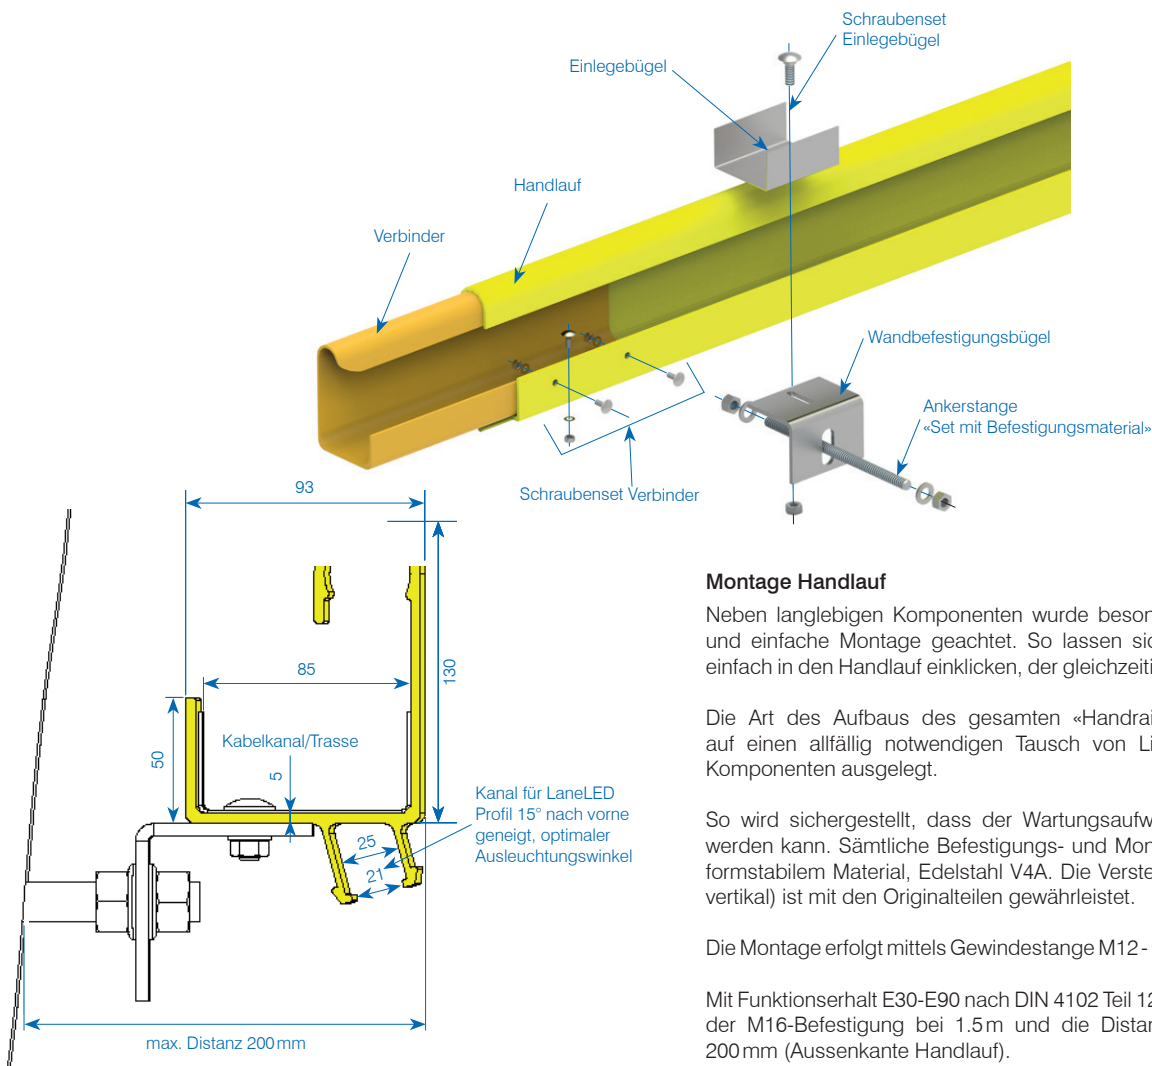 Schraubenset
Einlegebügel
Einlegebügel
Handlauf
Verbinder
Wandbefestigungsbügel
Ankerstange
«Set mit Befestigungsmaterial»
Schraubenset Verbinder
93
130
85
50
Kabelkanal/Trasse
5
Kanal für LaneLED
Profil 15° nach vorne
geneigt, optimaler
Ausleuchtungswinkel
25
21
max. Distanz 200 mm
Montage Handlauf
Neben langlebigen Komponenten wurde beson
und einfache Montage geachtet. So lassen sic
einfach in den Handlauf einklicken, der gleichzeiti
Die Art des Aufbaus des gesamten «Handrai
auf einen allfällig notwendigen Tausch von Li
Komponenten ausgelegt.
So wird sichergestellt, dass der Wartungsaufw
werden kann. Sämtliche Befestigungs- und Mon
formstabilem Material, Edelstahl V4A. Die Verste
vertikal) ist mit den Originalteilen gewährleistet.
Die Montage erfolgt mittels Gewindestange M12 -
Mit Funktionserhalt E30-E90 nach DIN 4102 Teil 12
der M16-Befestigung bei 1.5 m und die Distan
200 mm (Aussenkante Handlauf).